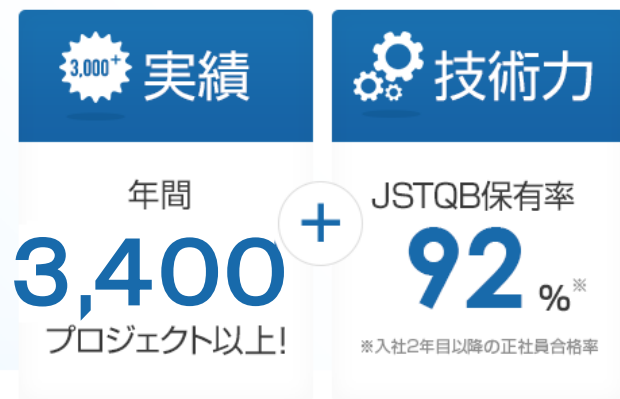 3,000+
実績
年間
3,400
プロジェクト以上!
+
技術力
JSTQB保有率
92%※
※入社2年目以降の正社員合格率